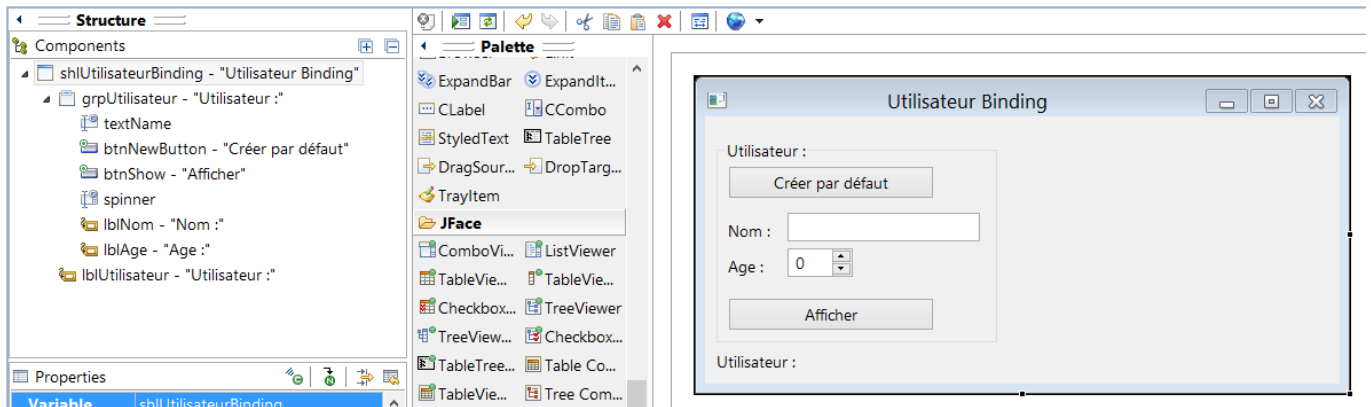 Structure
Components
shlUtilisateurBinding - "Utilisateur Binding"
grpUtilisateur - "Utilisateur :"
textName
btnNewButton - "Créer par défaut"
btnShow - "Afficher"
spinner
lblNom - "Nom :"
lblAge - "Age :"
lblUtilisateur - "Utilisateur :"
Properties
Variable shlUtilisateurBinding
Palette
ExpandBar ExpandIt...
CLabel CCombo
StyledText TableTree
DragSour... DropTarg...
TrayItem
JFace
ComboVi... ListViewer
TableVie... TableVie...
Checkbox... TreeViewer
TreeView... Checkbox...
TableTree... Table Co...
TableVie... Tree Com...
Utilisateur Binding
Utilisateur :
Créer par défaut
Nom :
Age : 0
Afficher
Utilisateur :